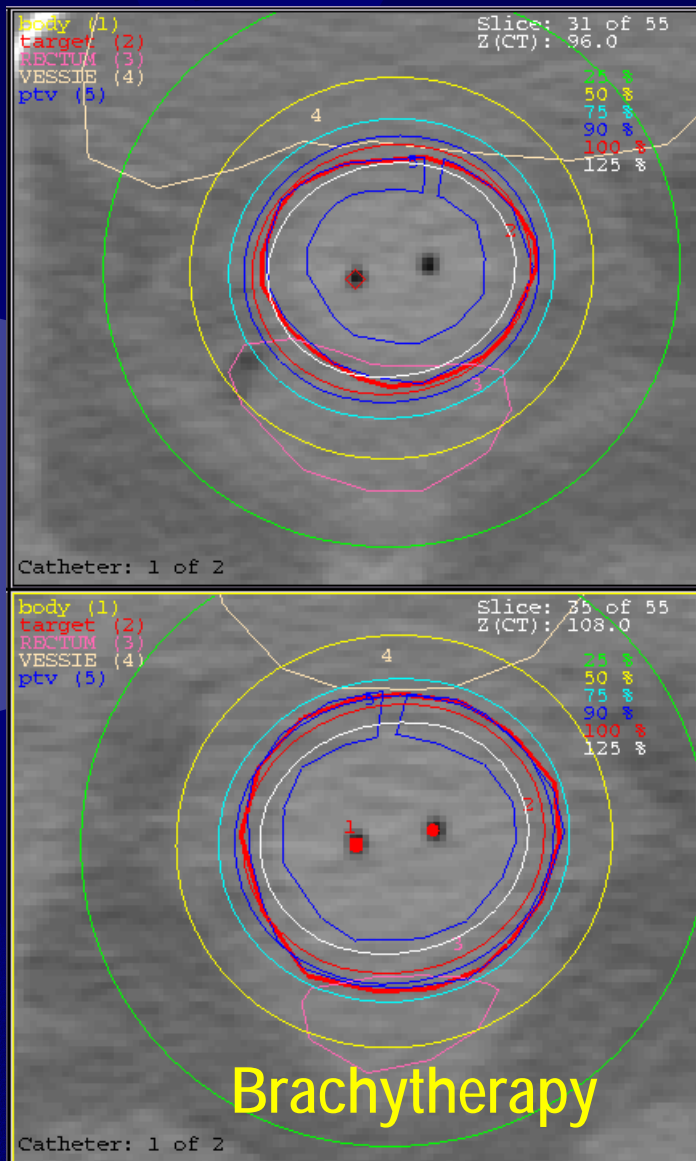 body (1)
target (2)
RECTUM (3)
VESSIE (4)
ptv (5)
Slice: 31 of 55
Z(CT): 96.0
25 %
50 %
75 %
90 %
100 %
125 %
4
5
2
3
Catheter: 1 of 2
body (1)
target (2)
RECTUM (3)
VESSIE (4)
ptv (5)
Slice: 35 of 55
Z(CT): 108.0
25 %
50 %
75 %
90 %
100 %
125 %
4
5
2
1
3
Brachytherapy
Catheter: 1 of 2